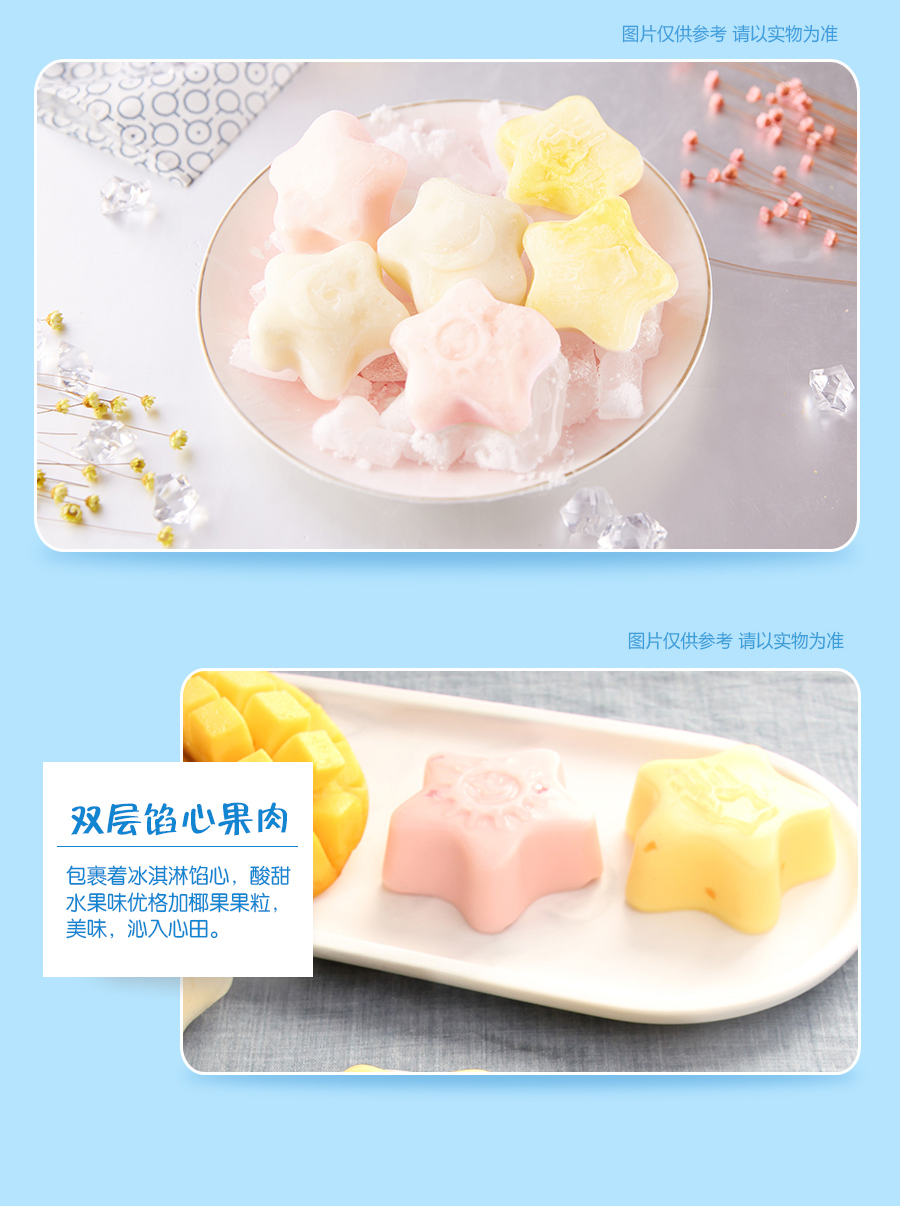 图片仅供参考 请以实物为准
图片仅供参考 请以实物为准
双层馅心果肉
包裹着冰淇淋馅心，酸甜
水果味优格加椰果果粒，
美味，沁入心田。